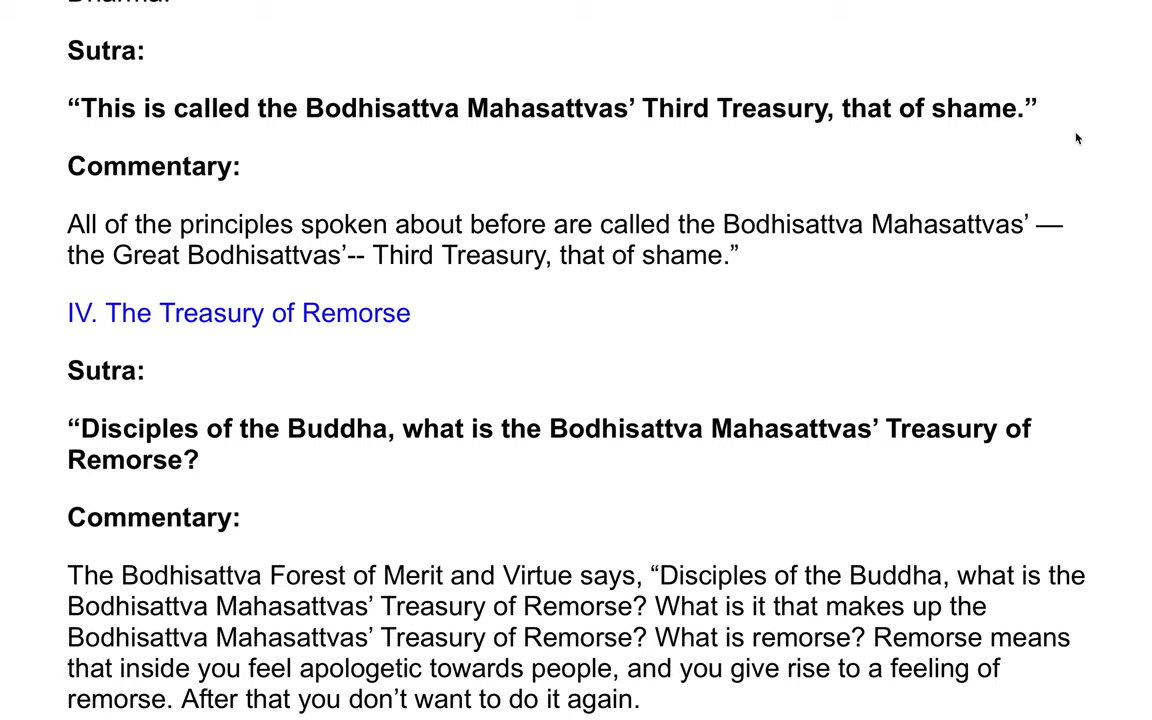 Dharma.
Sutra:
“This is called the Bodhisattva Mahasattvas’ Third Treasury, that of shame.”
Commentary:
All of the principles spoken about before are called the Bodhisattva Mahasattvas’ —
the Great Bodhisattvas’-- Third Treasury, that of shame.”
IV. The Treasury of Remorse
Sutra:
“Disciples of the Buddha, what is the Bodhisattva Mahasattvas’ Treasury of
Remorse?
Commentary:
The Bodhisattva Forest of Merit and Virtue says, “Disciples of the Buddha, what is the
Bodhisattva Mahasattvas’ Treasury of Remorse? What is it that makes up the
Bodhisattva Mahasattvas’ Treasury of Remorse? What is remorse? Remorse means
that inside you feel apologetic towards people, and you give rise to a feeling of
remorse. After that you don’t want to do it again.